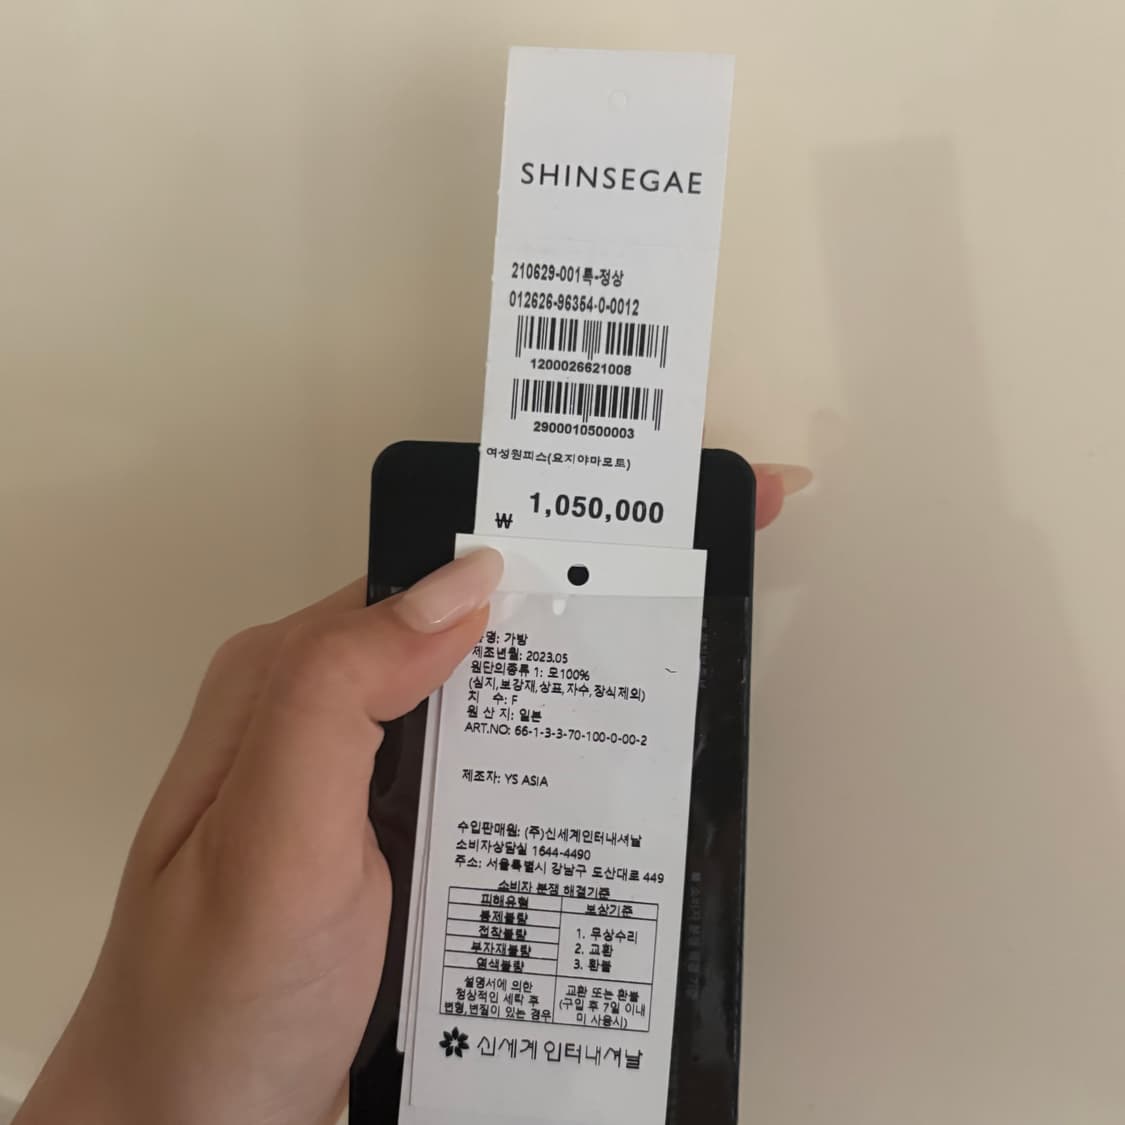 SHINSEGAE
210629-001특-정상
012626-96354-0-0012
1200026621008
2900010500003
여성원피스(요지야마모토)
₩ 1,050,000
명: 가방
제조년월: 2023.05
원단의종류 1: 모100%
(심지,보강재,상표,자수,장식제외)
치 수: F
원 산 지: 일본
ART.NO: 66-1-3-3-70-100-0-00-2
제조자: YS ASIA
수입판매원: (주)신세계인터내셔날
소비자상담실 1644-4490
주소: 서울특별시 강남구 도산대로 449
소비자 분쟁 해결기준
피해유형 보상기준
봉제불량
접착불량
부자재불량
염색불량
1. 무상수리
2. 교환
3. 환불
설명서에 의한
정상적인 세탁 후
변형,변질이 있는 경우
교환 또는 환불
(구입 후 7일 이내
미 사용시)
신세계인터내셔날